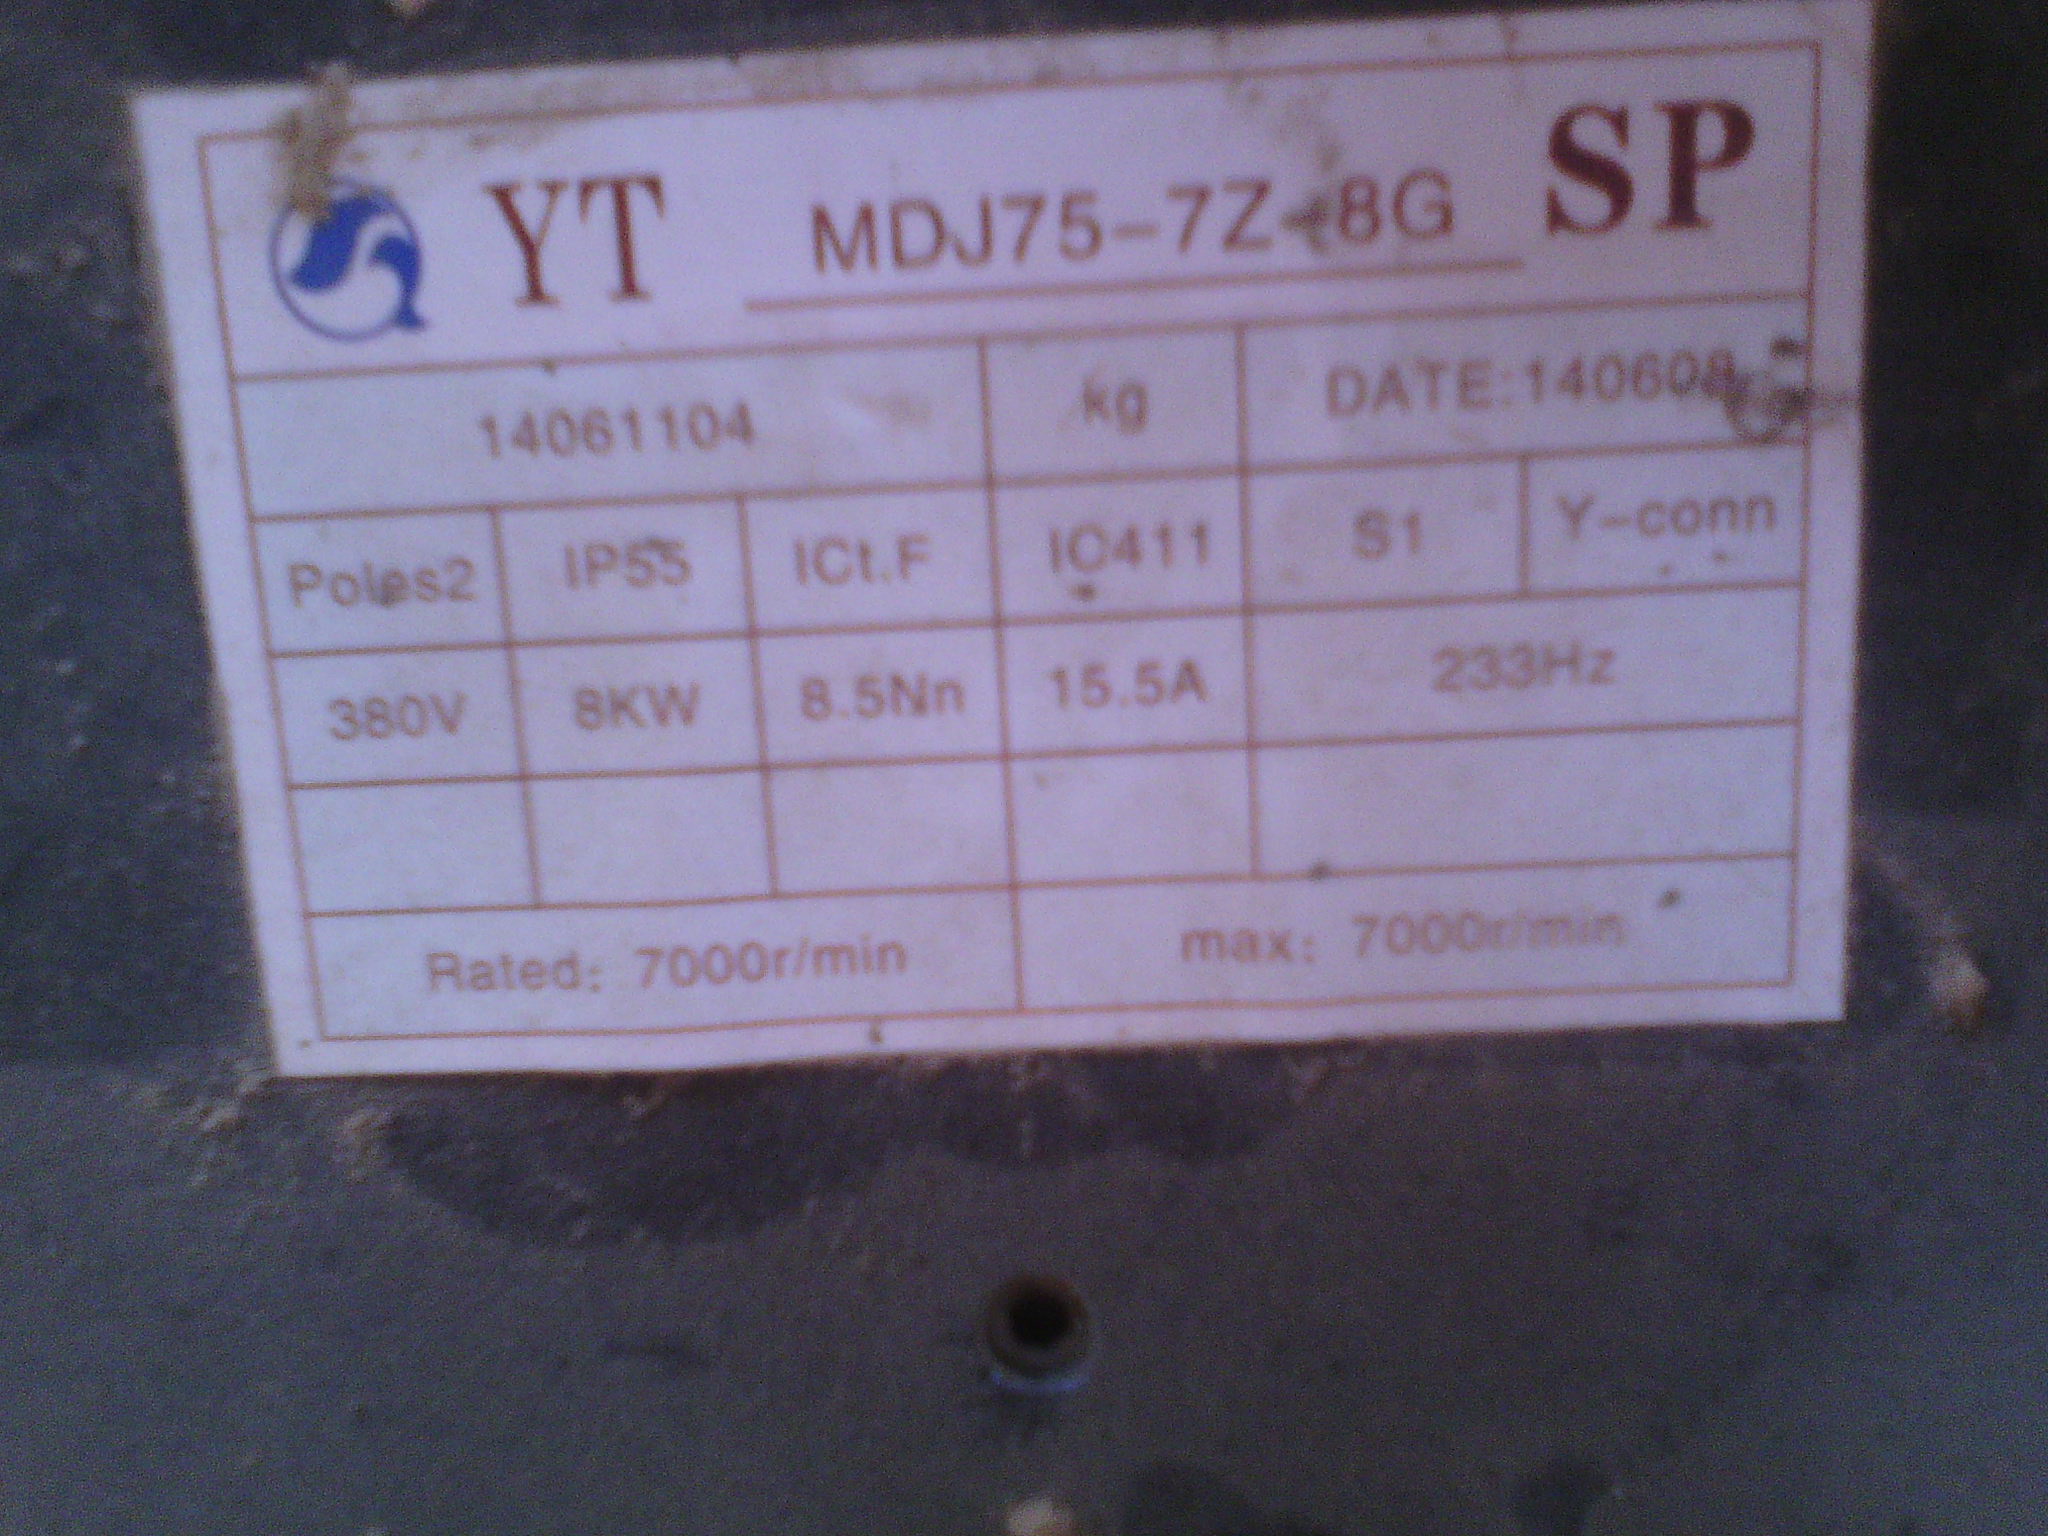 YT MDJ75-7Z-8G SP
14061104 kg DATE:140608
Poles2 IP55 ICt.F IC411 S1 Y-conn
380V 8KW 8.5Nn 15.5A 233Hz
Rated: 7000r/min max: 7000r/min